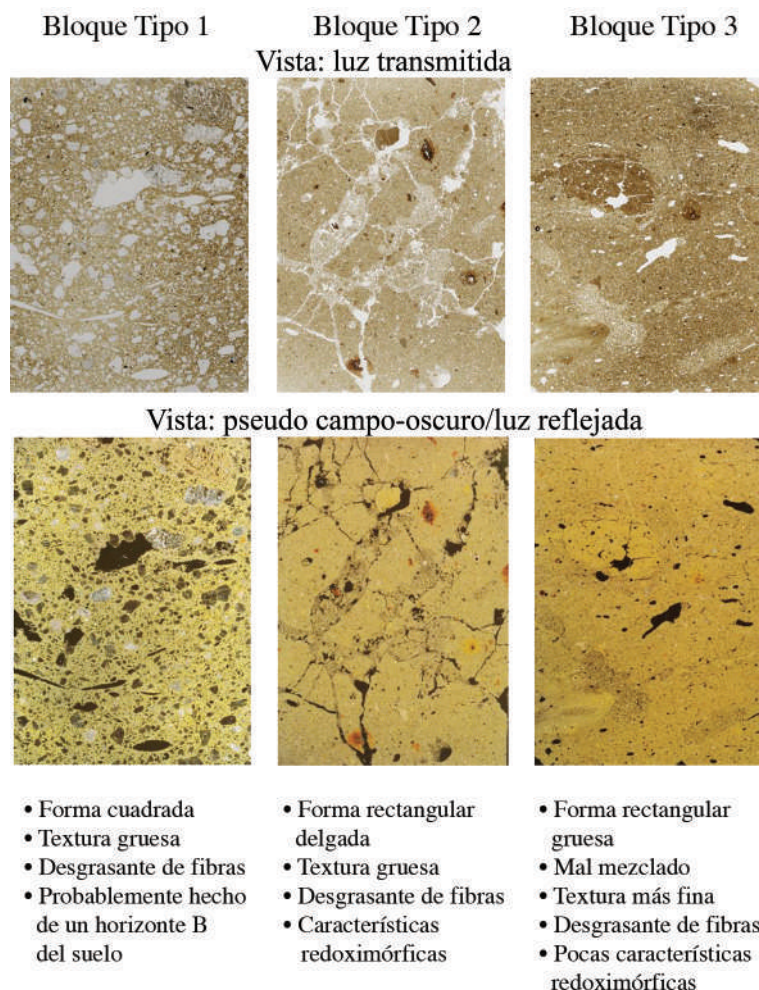 Bloque Tipo 1
Bloque Tipo 2
Bloque Tipo 3
Vista: luz transmitida
Vista: pseudo campo-oscuro/luz reflejada
• Forma cuadrada
• Textura gruesa
• Desgrasante de fibras
• Probablemente hecho
de un horizonte B
del suelo
• Forma rectangular
delgada
• Textura gruesa
• Desgrasante de fibras
• Características
redoximórficas
• Forma rectangular
gruesa
• Mal mezclado
• Textura más fina
• Desgrasante de fibras
• Pocas características
redoximórficas